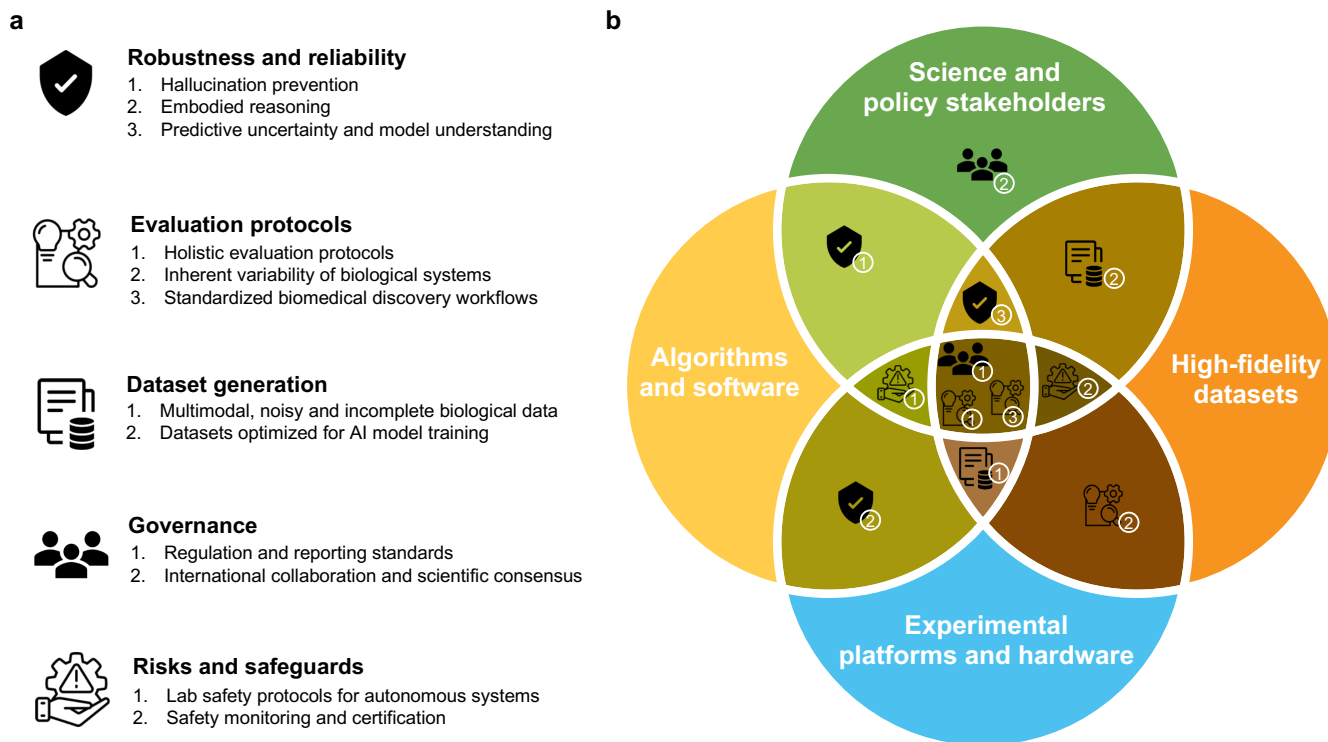 a
Robustness and reliability
1. Hallucination prevention
2. Embodied reasoning
3. Predictive uncertainty and model understanding
Evaluation protocols
1. Holistic evaluation protocols
2. Inherent variability of biological systems
3. Standardized biomedical discovery workflows
Dataset generation
1. Multimodal, noisy and incomplete biological data
2. Datasets optimized for AI model training
Governance
1. Regulation and reporting standards
2. International collaboration and scientific consensus
Risks and safeguards
1. Lab safety protocols for autonomous systems
2. Safety monitoring and certification
b
Science and
policy stakeholders
2
1
2
3
Algorithms
and software
High-fidelity
datasets
1
1
2
1
3
1
2
2
Experimental
platforms and hardware